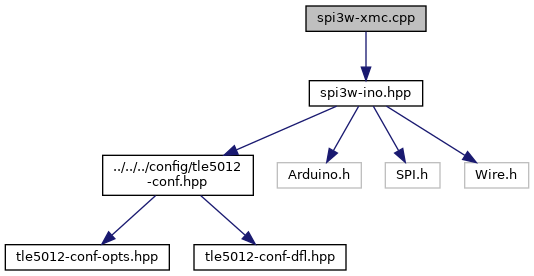 spi3w-xmc.cpp
spi3w-ino.hpp
../../../config/tle5012
-conf.hpp
Arduino.h
SPI.h
Wire.h
tle5012-conf-opts.hpp
tle5012-conf-dfl.hpp